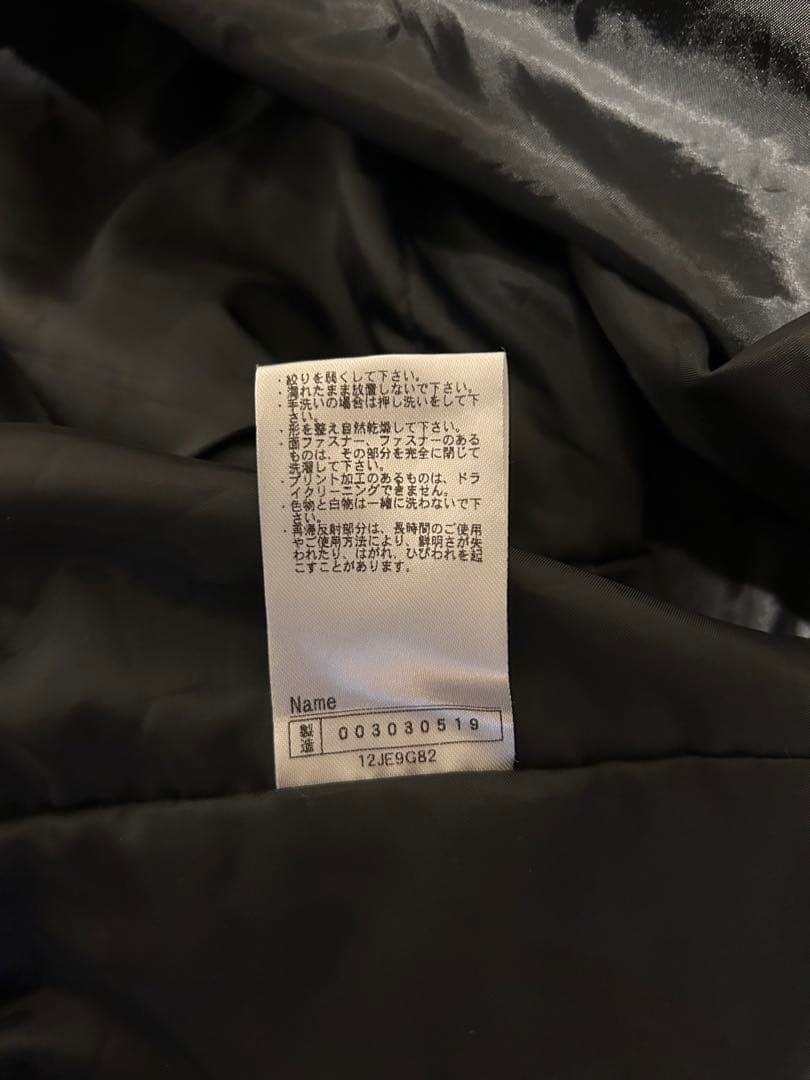 ・絞りを弱くして下さい。
・濡れたまま放置しないで下さい。
・手洗いの場合は押し洗いをして下
さい。
・形を整え自然乾燥して下さい。
・面ファスナー、ファスナーのある
ものは、その部分を完全に閉じて
洗濯して下さい。
・プリント加工のあるものは、ドラ
イクリーニングできません。
・色物と白物は一緒に洗わないで下
さい。
・再帰反射部分は、長時間のご使用
やご使用方法により、鮮明さが失
われたり、はがれ、ひびわれを起
こすことがあります。
Name
製造 003030519
12JE9G82